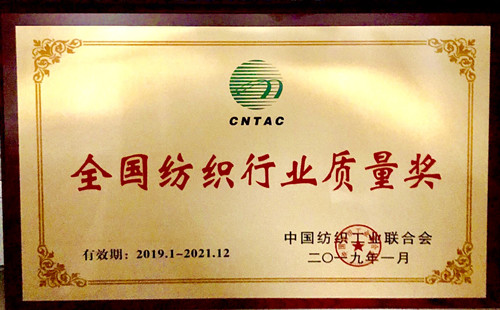 CNTAC
全国纺织行业质量奖
中国纺织工业联合会
有效期：2019.1-2021.12
二〇一九年一月